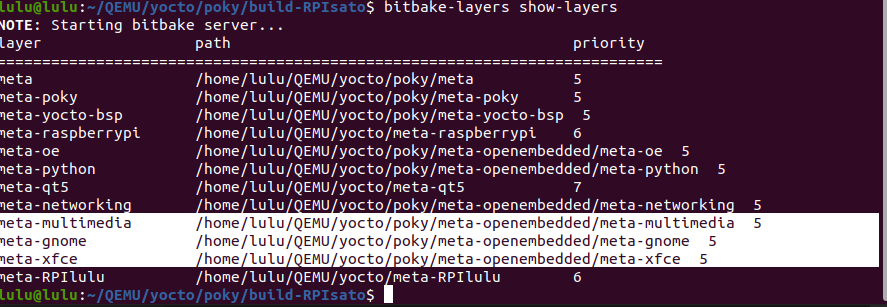 lulu@lulu:~/QEMU/yocto/poky/build-RPIsato$ bitbake-layers show-layers
NOTE: Starting bitbake server...
layer                 path                                      priority
==========================================================================
meta                  /home/lulu/QEMU/yocto/poky/meta           5
meta-poky             /home/lulu/QEMU/yocto/poky/meta-poky      5
meta-yocto-bsp        /home/lulu/QEMU/yocto/poky/meta-yocto-bsp  5
meta-raspberrypi      /home/lulu/QEMU/yocto/meta-raspberrypi    6
meta-oe               /home/lulu/QEMU/yocto/poky/meta-openembedded/meta-oe  5
meta-python           /home/lulu/QEMU/yocto/poky/meta-openembedded/meta-python  5
meta-qt5              /home/lulu/QEMU/yocto/meta-qt5            7
meta-networking       /home/lulu/QEMU/yocto/poky/meta-openembedded/meta-networking  5
meta-multimedia       /home/lulu/QEMU/yocto/poky/meta-openembedded/meta-multimedia  5
meta-gnome            /home/lulu/QEMU/yocto/poky/meta-openembedded/meta-gnome  5
meta-xfce             /home/lulu/QEMU/yocto/poky/meta-openembedded/meta-xfce  5
meta-RPIlulu          /home/lulu/QEMU/yocto/meta-RPIlulu        6
lulu@lulu:~/QEMU/yocto/poky/build-RPIsato$